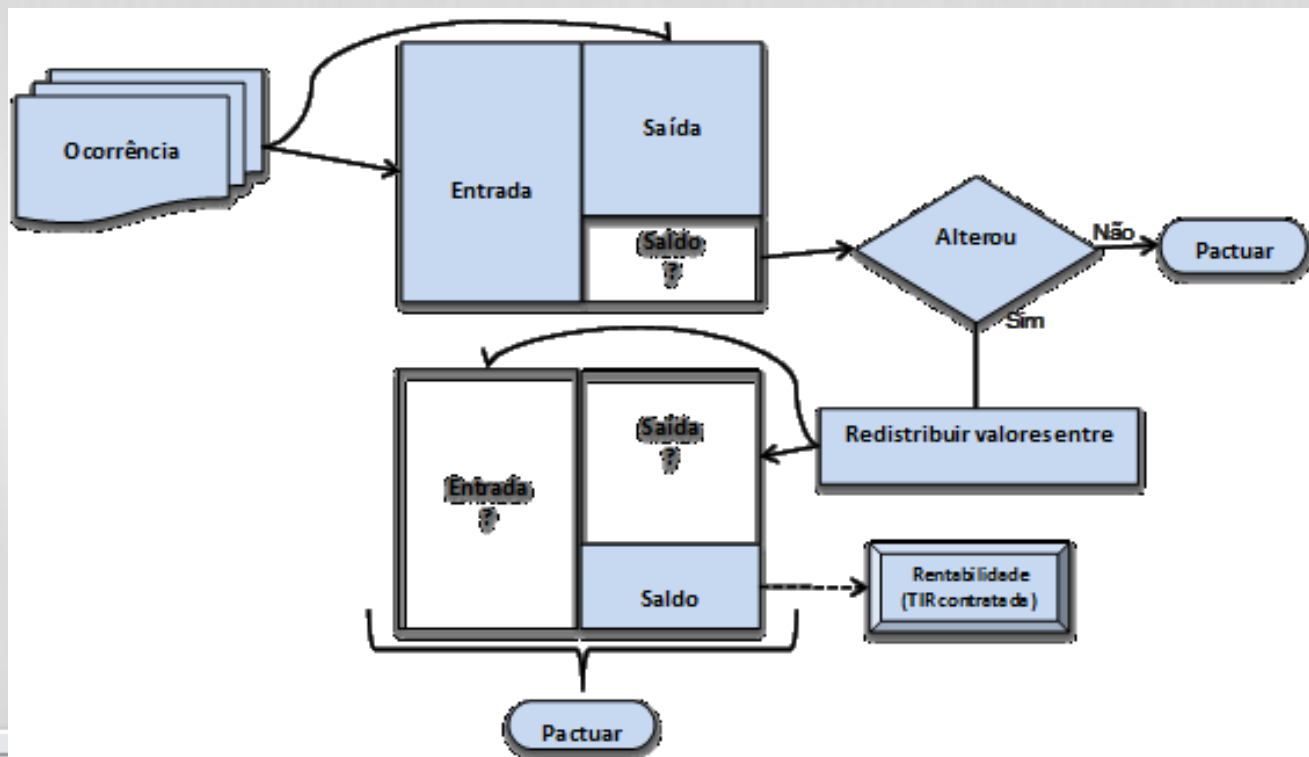 Ocorrência
Entrada
Saída
Saldo
?
Alterou
Não
Pactuar
Sim
Redistribuir valores entre
Entrada
?
Saída
?
Saldo
Rentabilidade
(TIR contratada)
Pactuar